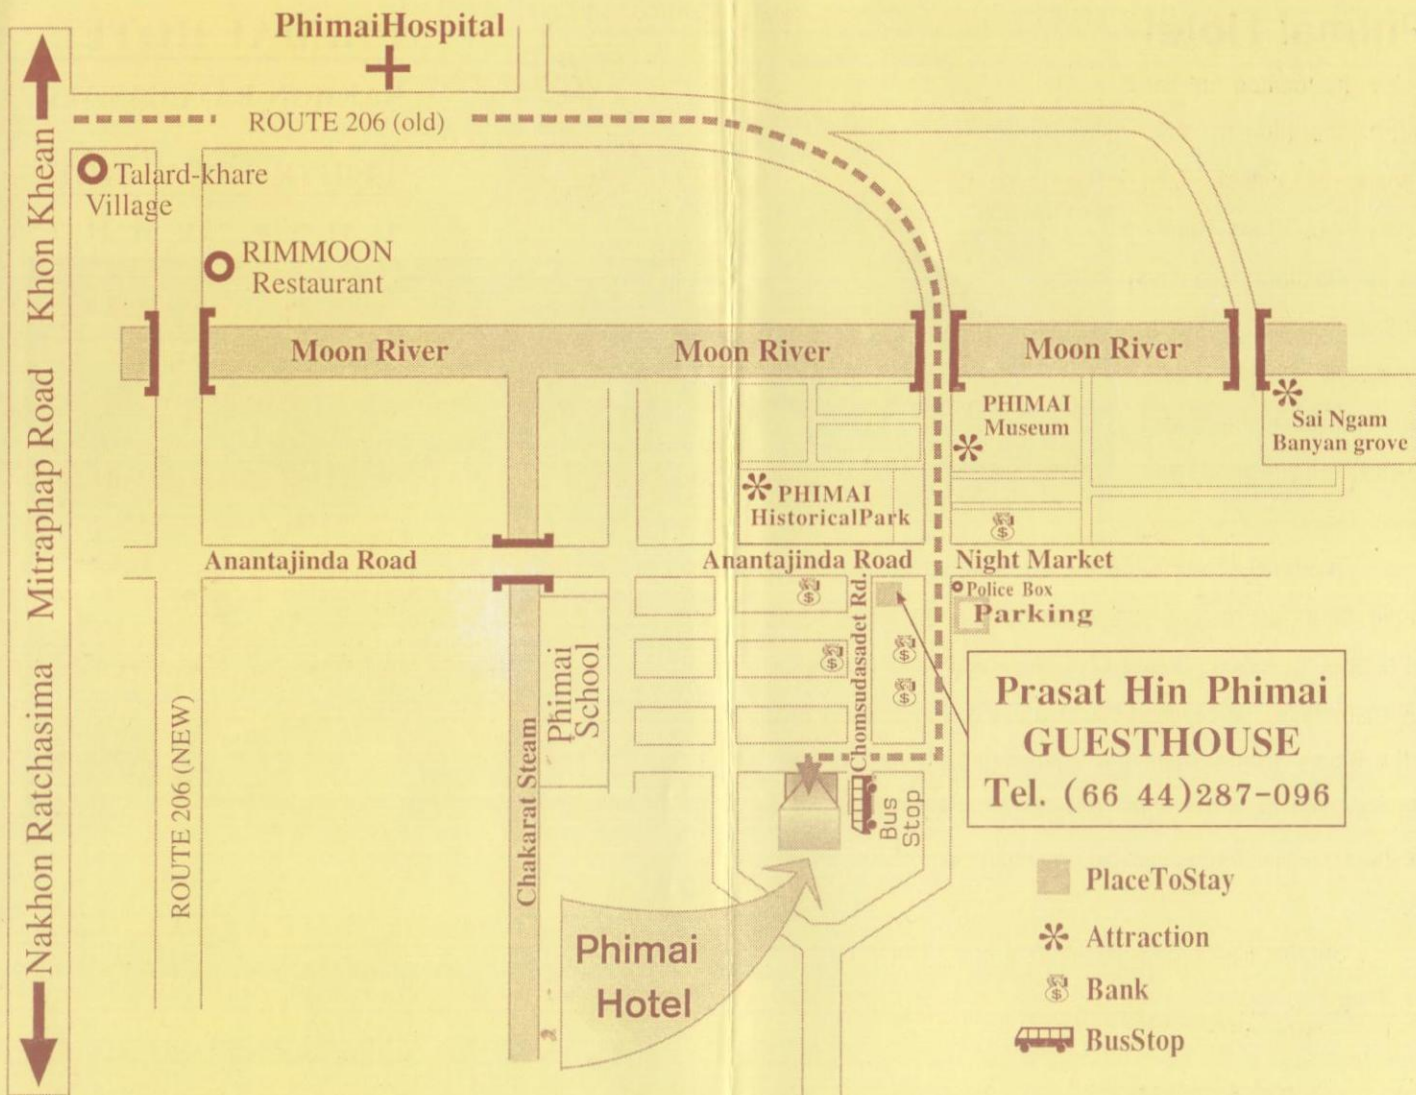 PhimaiHospital
ROUTE 206 (old)
Talard-khare
Village
RIMMOON
Restaurant
Nakhon Ratchasima Mitraphap Road Khon Khean
Moon River
Moon River
Moon River
PHIMAI
Museum
Sai Ngam
Banyan grove
PHIMAI
HistoricalPark
Anantajinda Road
Anantajinda Road
Night Market
Police Box
Parking
Chomsudasadet Rd.
Phimai
School
Prasat Hin Phimai
GUESTHOUSE
Tel. (66 44)287-096
ROUTE 206 (NEW)
Chakarat Steam
Bus
Stop
Phimai
Hotel
PlaceToStay
Attraction
Bank
BusStop